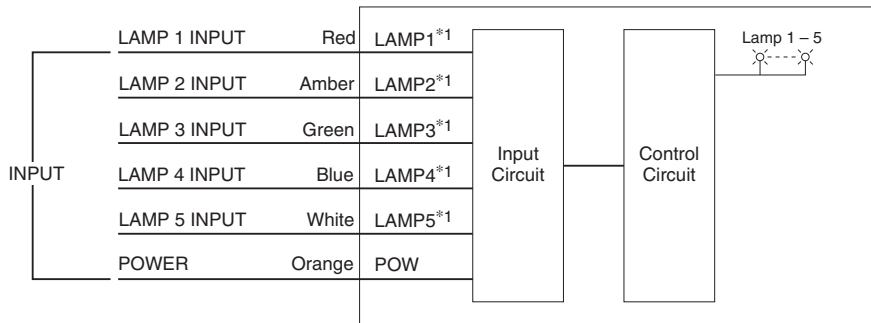 LAMP 1 INPUT Red LAMP1*1
Lamp 1 – 5
LAMP 2 INPUT Amber LAMP2*1
LAMP 3 INPUT Green LAMP3*1
INPUT
LAMP 4 INPUT Blue LAMP4*1
Input
Circuit
Control
Circuit
LAMP 5 INPUT White LAMP5*1
POWER Orange POW